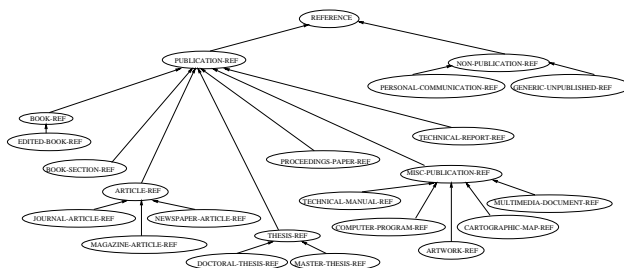 REFERENCE
PUBLICATION-REF
NON-PUBLICATION-REF
PERSONAL-COMMUNICATION-REF
GENERIC-UNPUBLISHED-REF
BOOK-REF
EDITED-BOOK-REF
TECHNICAL-REPORT-REF
BOOK-SECTION-REF
PROCEEDINGS-PAPER-REF
MISC-PUBLICATION-REF
ARTICLE-REF
TECHNICAL-MANUAL-REF
MULTIMEDIA-DOCUMENT-REF
JOURNAL-ARTICLE-REF
NEWSPAPER-ARTICLE-REF
COMPUTER-PROGRAM-REF
CARTOGRAPHIC-MAP-REF
THESIS-REF
MAGAZINE-ARTICLE-REF
ARTWORK-REF
DOCTORAL-THESIS-REF
MASTER-THESIS-REF